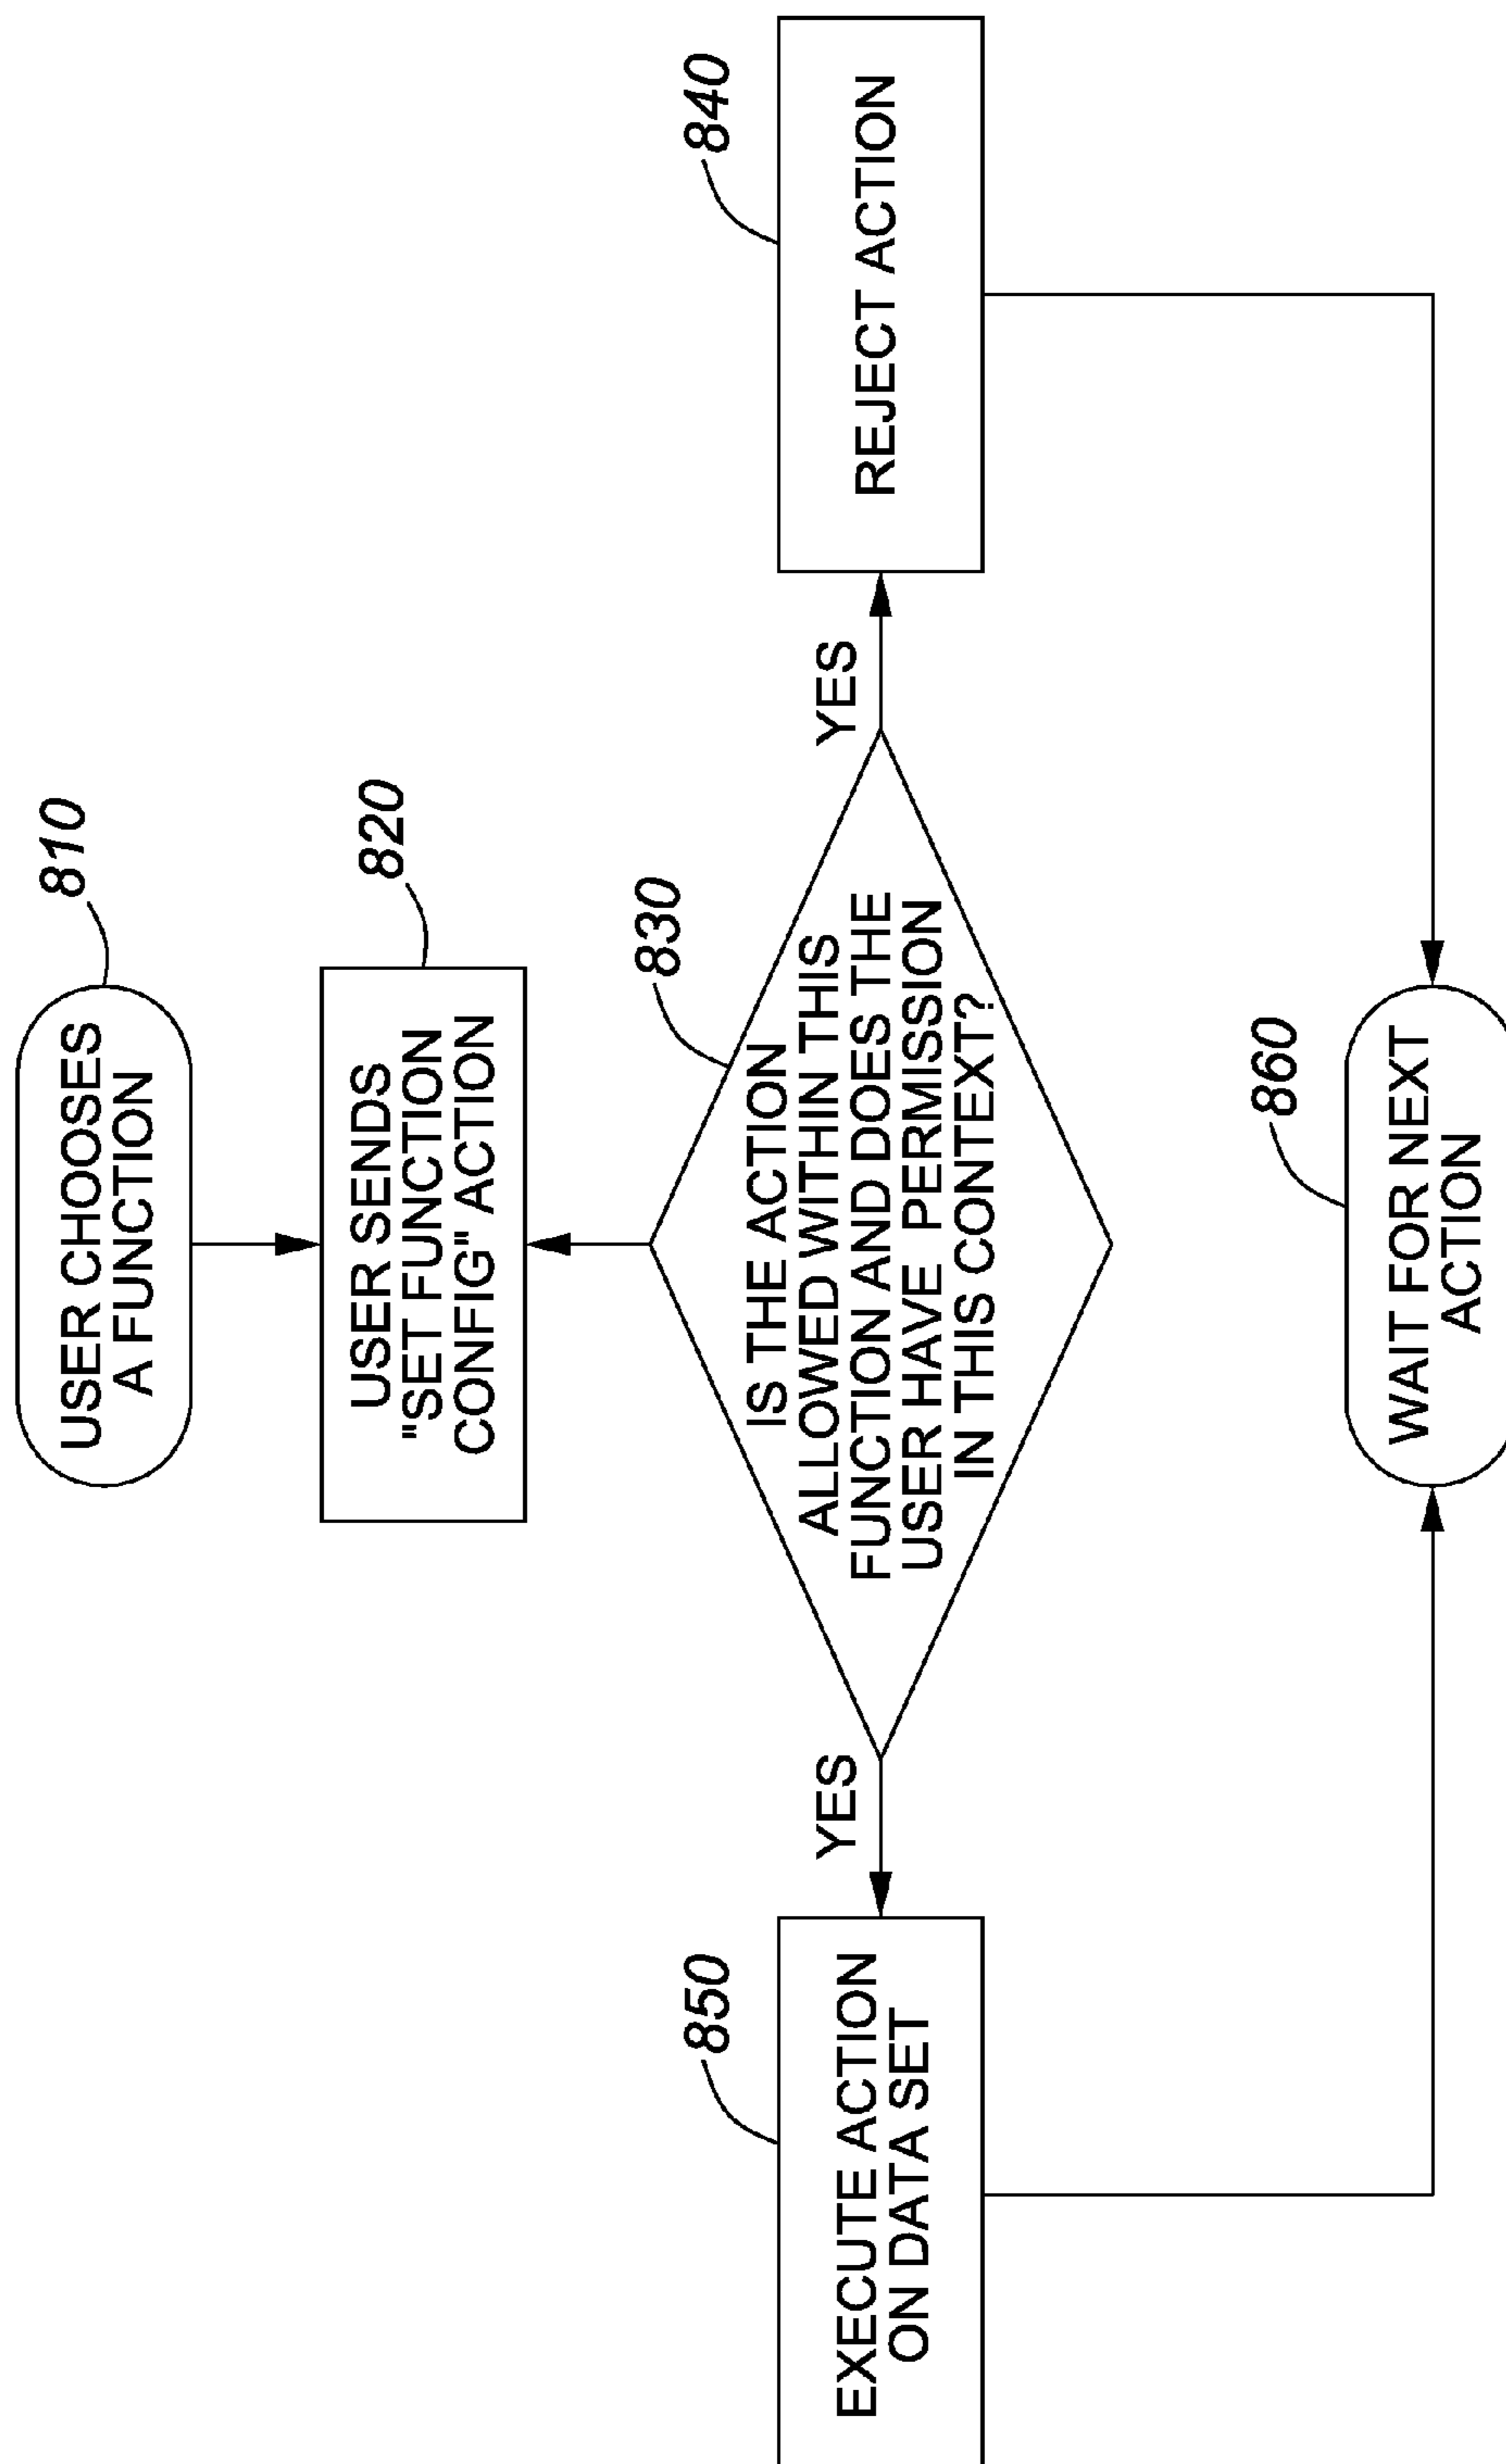 810
USER CHOOSES
A FUNCTION
820
USER SENDS
"SET FUNCTION
CONFIG" ACTION
830
IS THE ACTION
ALLOWED WITHIN THIS
FUNCTION AND DOES THE
USER HAVE PERMISSION
IN THIS CONTEXT?
YES
YES
850
EXECUTE ACTION
ON DATA SET
840
REJECT ACTION
860
WAIT FOR NEXT
ACTION